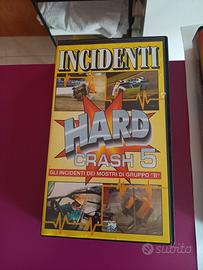 INCIDENTI
HARD
CRASH 5
GLI INCIDENTI DEI MOSTRI DI GRUPPO "B"
subito